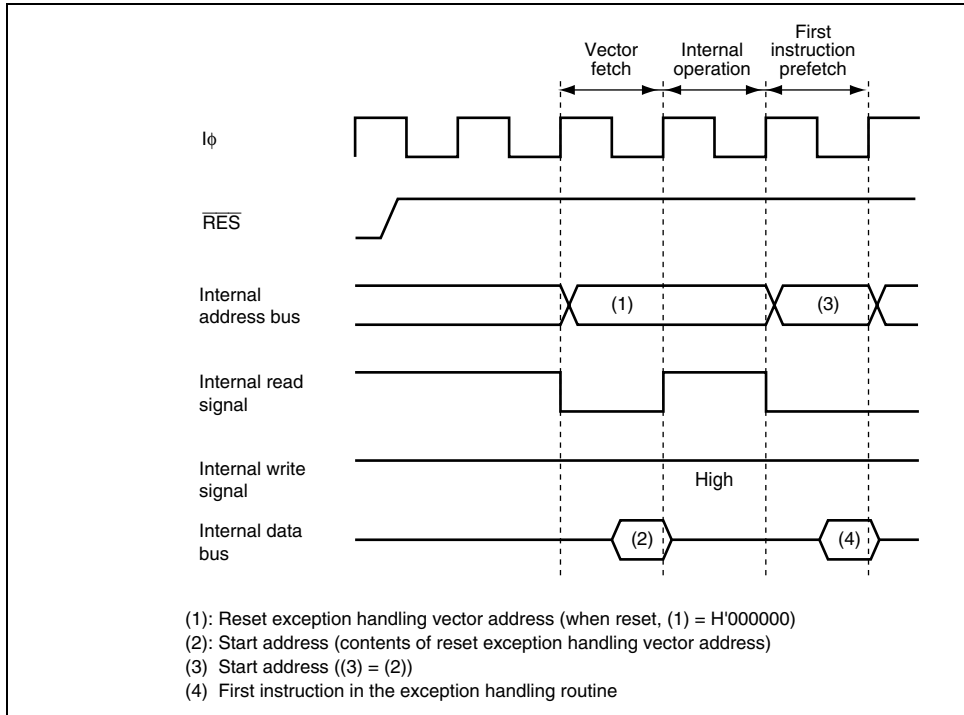 Vector
fetch
Internal
operation
First
instruction
prefetch
Iϕ
RES
Internal
address bus
(1)
(3)
Internal read
signal
Internal write
signal
High
Internal data
bus
(2)
(4)
(1): Reset exception handling vector address (when reset, (1) = H'000000)
(2): Start address (contents of reset exception handling vector address)
(3) Start address ((3) = (2))
(4) First instruction in the exception handling routine